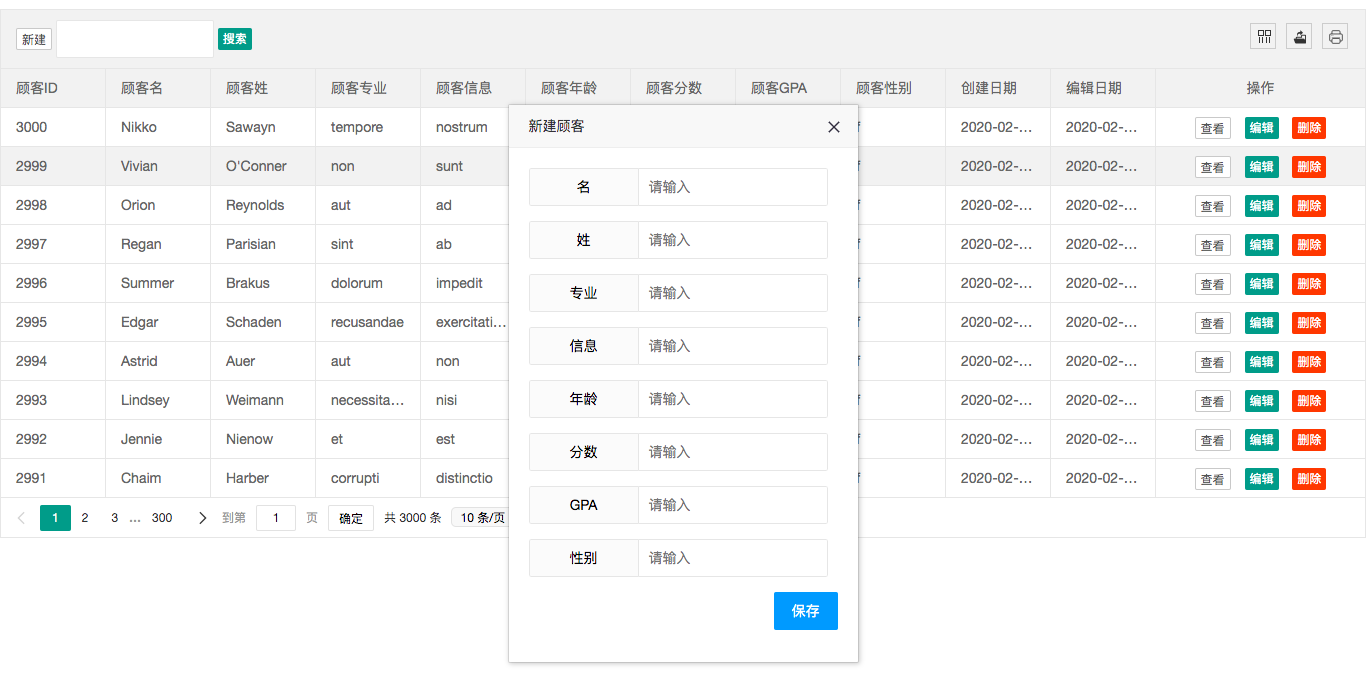 新建 搜索
顾客ID 顾客名 顾客姓 顾客专业 顾客信息 顾客年龄 顾客分数 顾客GPA 顾客性别 创建日期 编辑日期 操作
3000 Nikko Sawayn tempore nostrum f 2020-02-... 2020-02-... 查看 编辑 删除
2999 Vivian O'Conner non sunt f 2020-02-... 2020-02-... 查看 编辑 删除
2998 Orion Reynolds aut ad f 2020-02-... 2020-02-... 查看 编辑 删除
2997 Regan Parisian sint ab f 2020-02-... 2020-02-... 查看 编辑 删除
2996 Summer Brakus dolorum impedit f 2020-02-... 2020-02-... 查看 编辑 删除
2995 Edgar Schaden recusandae exercitati... f 2020-02-... 2020-02-... 查看 编辑 删除
2994 Astrid Auer aut non f 2020-02-... 2020-02-... 查看 编辑 删除
2993 Lindsey Weimann necessita... nisi f 2020-02-... 2020-02-... 查看 编辑 删除
2992 Jennie Nienow et est f 2020-02-... 2020-02-... 查看 编辑 删除
2991 Chaim Harber corrupti distinctio f 2020-02-... 2020-02-... 查看 编辑 删除
1 2 3 ... 300 到第 1 页 确定 共 3000 条 10 条/页
新建顾客
名 请输入
姓 请输入
专业 请输入
信息 请输入
年龄 请输入
分数 请输入
GPA 请输入
性别 请输入
保存